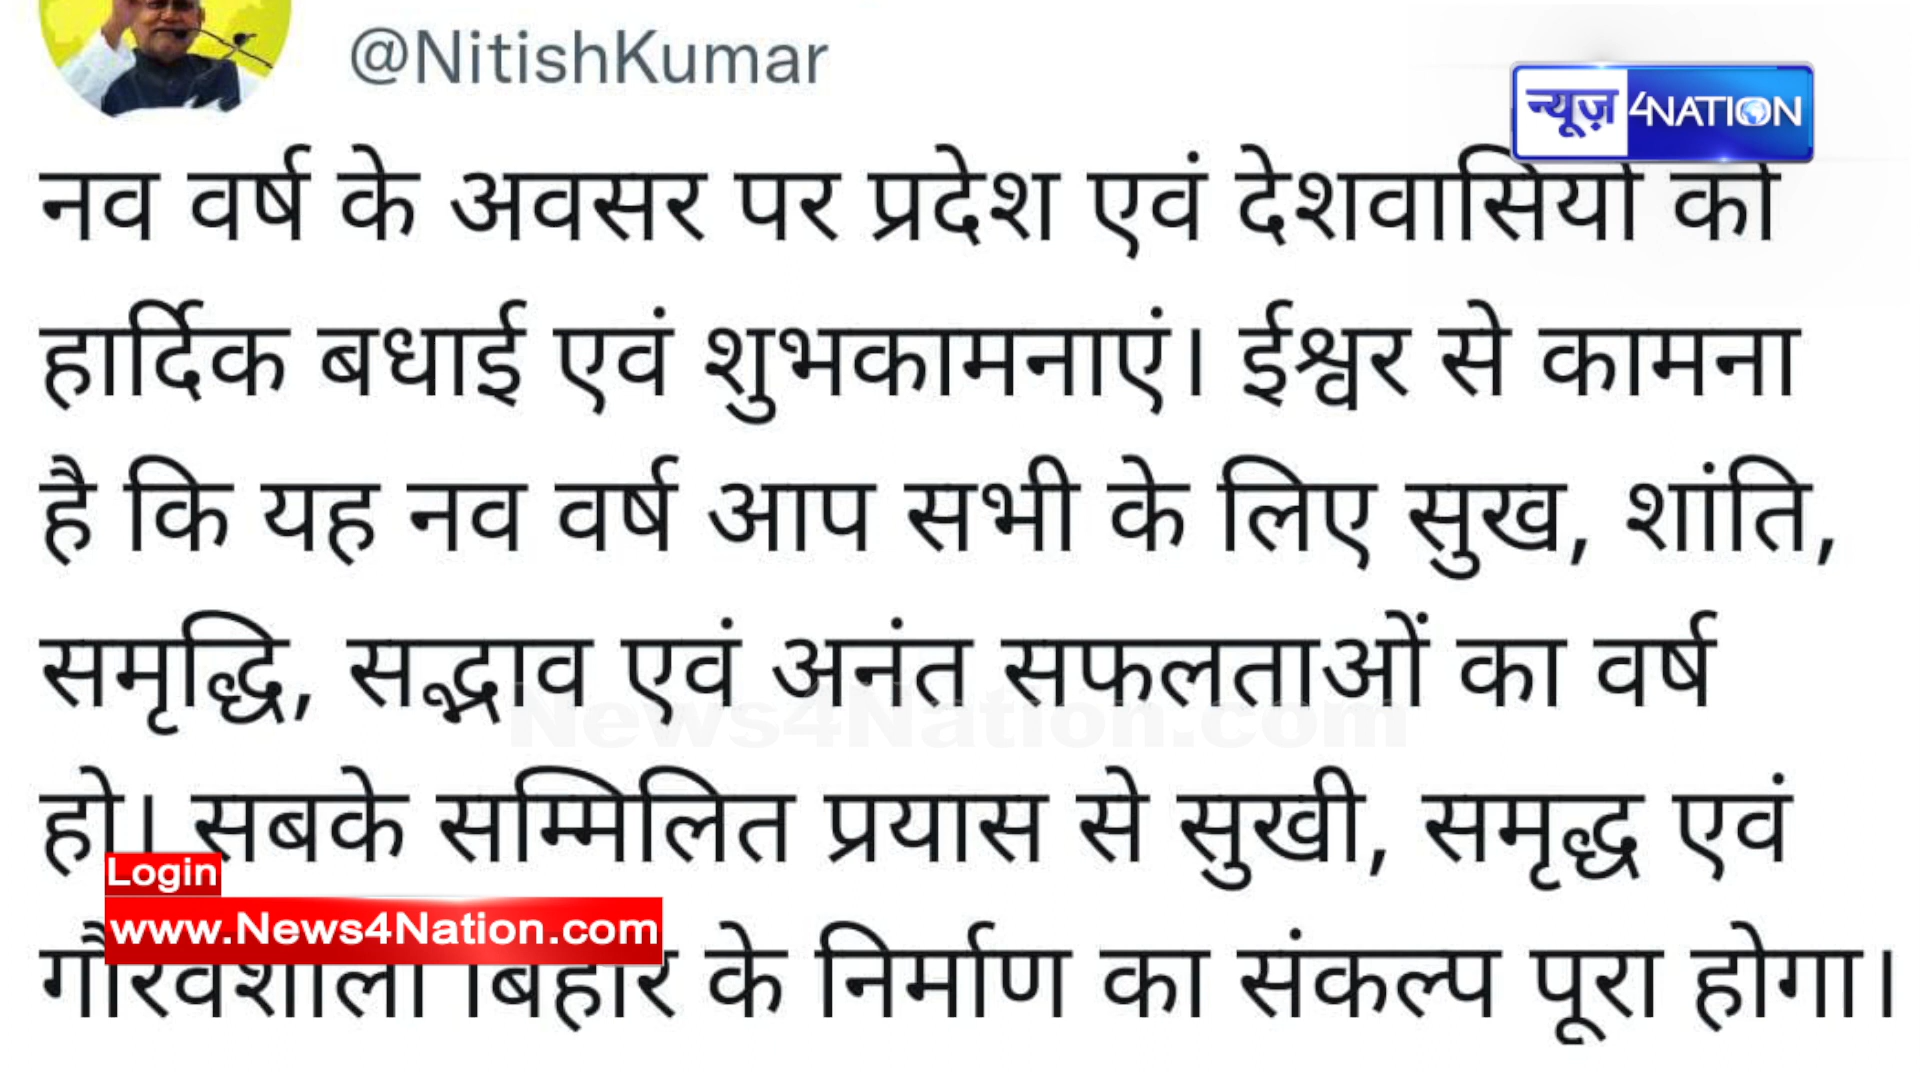 @NitishKumar
न्यूज़ 4NATION
नव वर्ष के अवसर पर प्रदेश एवं देशवासियों को
हार्दिक बधाई एवं शुभकामनाएं। ईश्वर से कामना
है कि यह नव वर्ष आप सभी के लिए सुख, शांति,
समृद्धि, सद्भाव एवं अनंत सफलताओं का वर्ष
News4Nation.com
हो। सबके सम्मिलित प्रयास से सुखी, समृद्ध एवं
Login
www.News4Nation.com
गौरवशाली बिहार के निर्माण का संकल्प पूरा होगा।